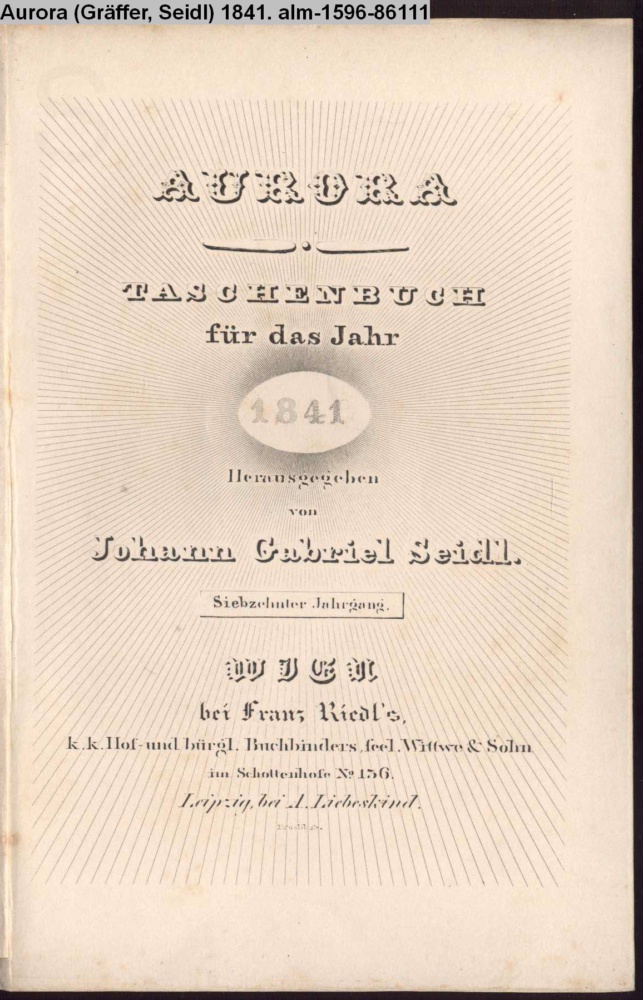 Aurora (Gräffer, Seidl) 1841. alm-1596-86111
AURORA
TASCHENBUCH
für das Jahr
1841
Herausgegeben
von
Johann Gabriel Seidl.
Siebzehnter Jahrgang.
WIEN
bei Franz Riedl's,
k.k. Hof- und bürgl. Buchbinders, seel. Wittwe & Sohn
im Schottenhofe No 136.
Leipzig, bei A. Liebeskind.